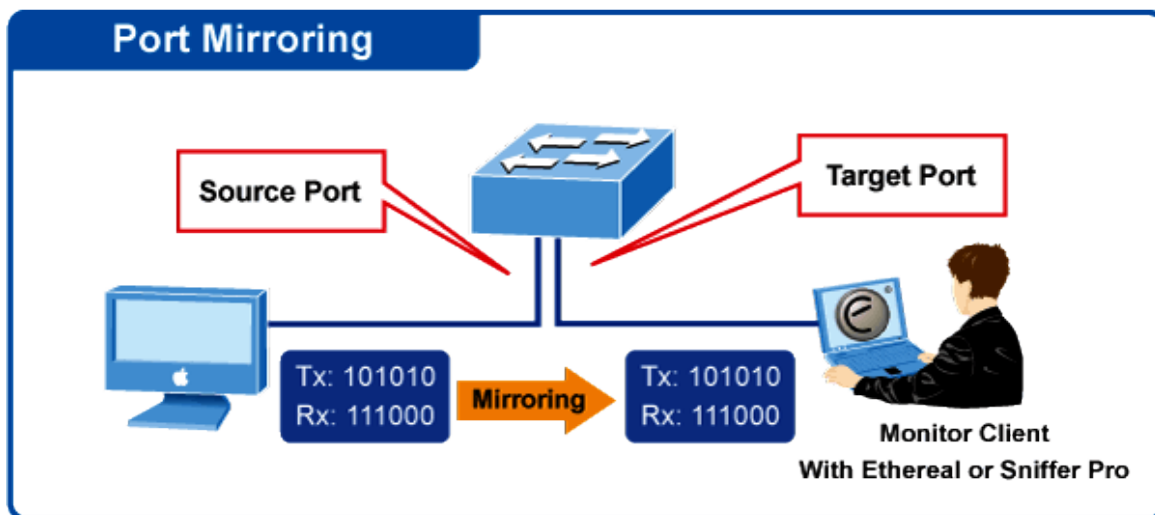 Port Mirroring
Source Port
Target Port
Tx: 101010
Rx: 111000
Mirroring
Tx: 101010
Rx: 111000
Monitor Client
With Ethereal or Sniffer Pro